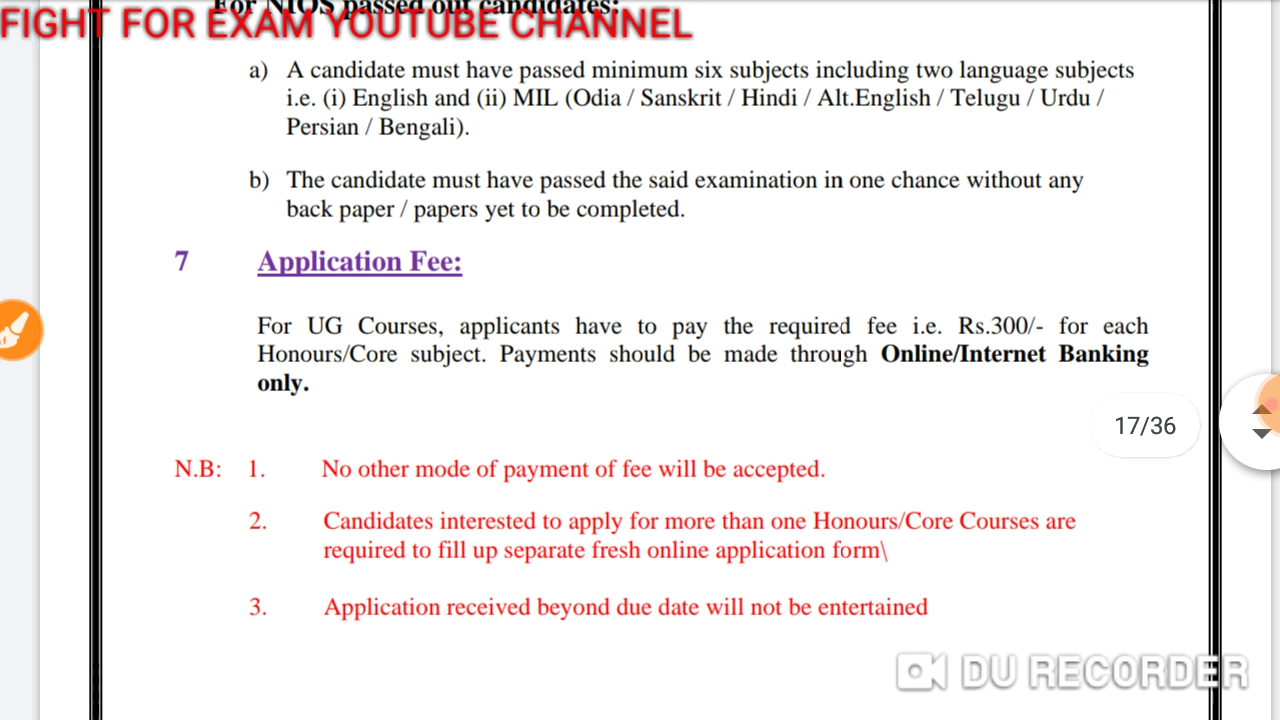 For NIOS passed out candidates:
FIGHT FOR EXAM YOUTUBE CHANNEL
a) A candidate must have passed minimum six subjects including two language subjects
i.e. (i) English and (ii) MIL (Odia / Sanskrit / Hindi / Alt.English / Telugu / Urdu /
Persian / Bengali).
b) The candidate must have passed the said examination in one chance without any
back paper / papers yet to be completed.
7 Application Fee:
For UG Courses, applicants have to pay the required fee i.e. Rs.300/- for each
Honours/Core subject. Payments should be made through Online/Internet Banking
only.
17/36
N.B: 1. No other mode of payment of fee will be accepted.
2. Candidates interested to apply for more than one Honours/Core Courses are
required to fill up separate fresh online application form\
3. Application received beyond due date will not be entertained
DU RECORDER